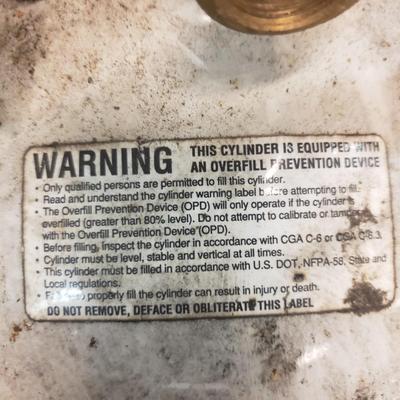 WARNING THIS CYLINDER IS EQUIPPED WITH
AN OVERFILL PREVENTION DEVICE
• Only qualified persons are permitted to fill this cylinder.
• Read and understand the cylinder warning label before attempting to fill.
• The Overfill Prevention Device (OPD) will only operate if the cylinder is
overfilled (greater than 80% level). Do not attempt to calibrate or tamper
with the Overfill Prevention Device (OPD).
• Before filling, inspect the cylinder in accordance with CGA C-6 or CGA C-6.3.
• Cylinder must be level, stable and vertical at all times.
• This cylinder must be filled in accordance with U.S. DOT, NFPA-58, State and
Local regulations.
• properly fill the cylinder can result in injury or death.
DO NOT REMOVE, DEFACE OR OBLITERATE THIS LABEL